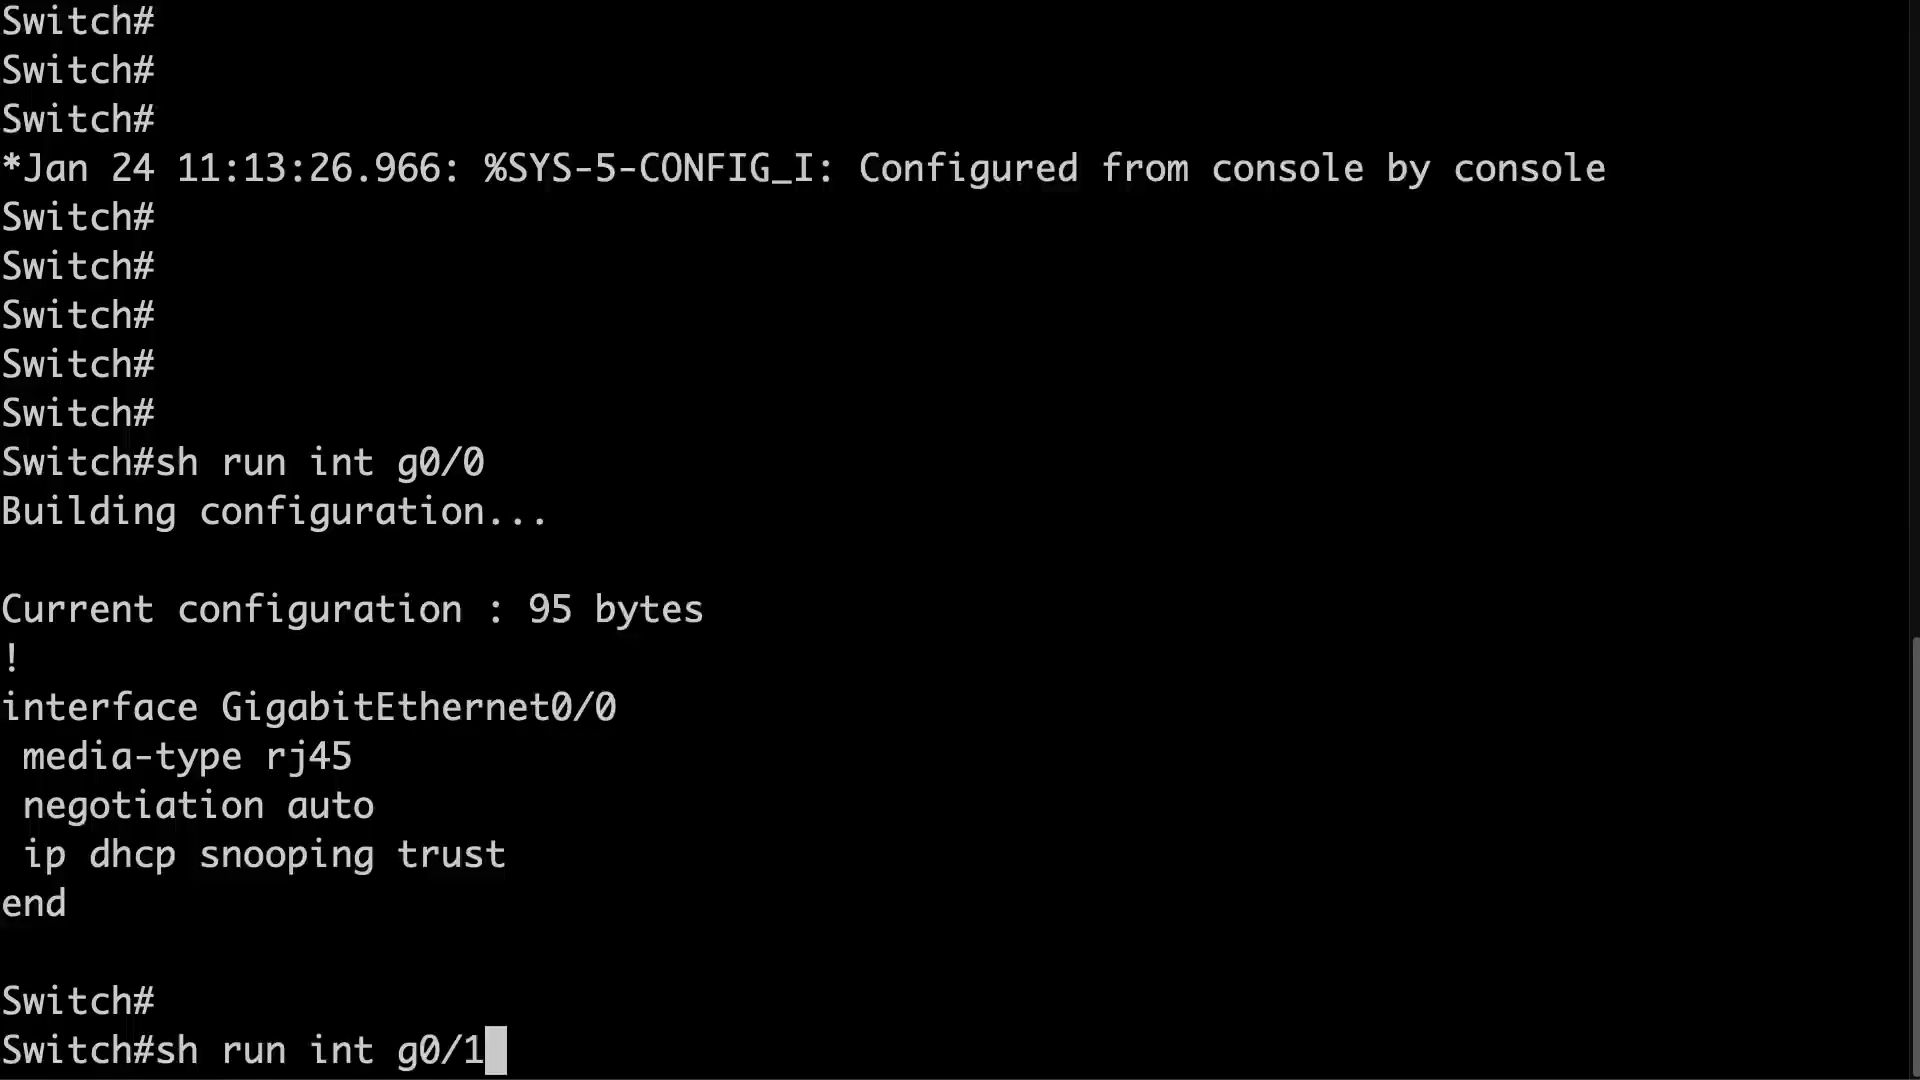 Switch#
Switch#
Switch#
*Jan 24 11:13:26.966: %SYS-5-CONFIG_I: Configured from console by console
Switch#
Switch#
Switch#
Switch#
Switch#
Switch#sh run int g0/0
Building configuration...

Current configuration : 95 bytes
!
interface GigabitEthernet0/0
 media-type rj45
 negotiation auto
 ip dhcp snooping trust
end

Switch#
Switch#sh run int g0/1